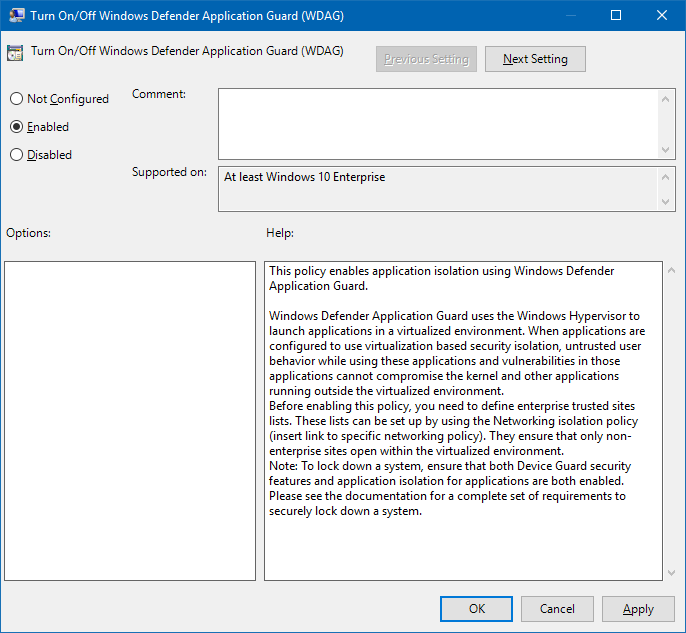 Turn On/Off Windows Defender Application Guard (WDAG)
Turn On/Off Windows Defender Application Guard (WDAG)
Previous Setting
Next Setting
Not Configured
Comment:
Enabled
Disabled
Supported on:
At least Windows 10 Enterprise
Options:
Help:
This policy enables application isolation using Windows Defender
Application Guard.
Windows Defender Application Guard uses the Windows Hypervisor to
launch applications in a virtualized environment. When applications are
configured to use virtualization based security isolation, untrusted user
behavior while using these applications and vulnerabilities in those
applications cannot compromise the kernel and other applications
running outside the virtualized environment.
Before enabling this policy, you need to define enterprise trusted sites
lists. These lists can be set up by using the Networking isolation policy
(insert link to specific networking policy). They ensure that only non-
enterprise sites open within the virtualized environment.
Note: To lock down a system, ensure that both Device Guard security
features and application isolation for applications are both enabled.
Please see the documentation for a complete set of requirements to
securely lock down a system.
OK
Cancel
Apply